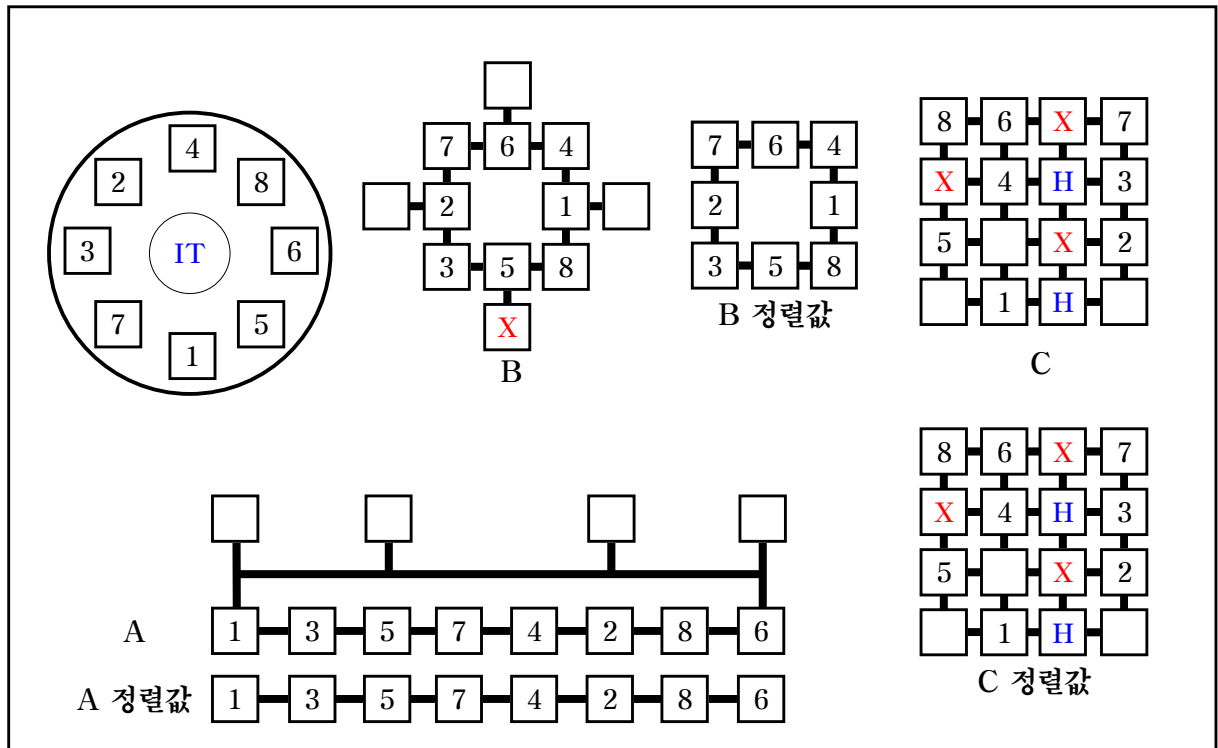 4
2 8
3 IT 6
7 5
1
7 6 4
2 1
3 5 8
X
B
7 6 4
2 1
3 5 8
B 정렬값
8 6 X 7
X 4 H 3
5 X 2
1 H
C
8 6 X 7
X 4 H 3
5 X 2
1 H
C 정렬값
A 1 3 5 7 4 2 8 6
A 정렬값 1 3 5 7 4 2 8 6